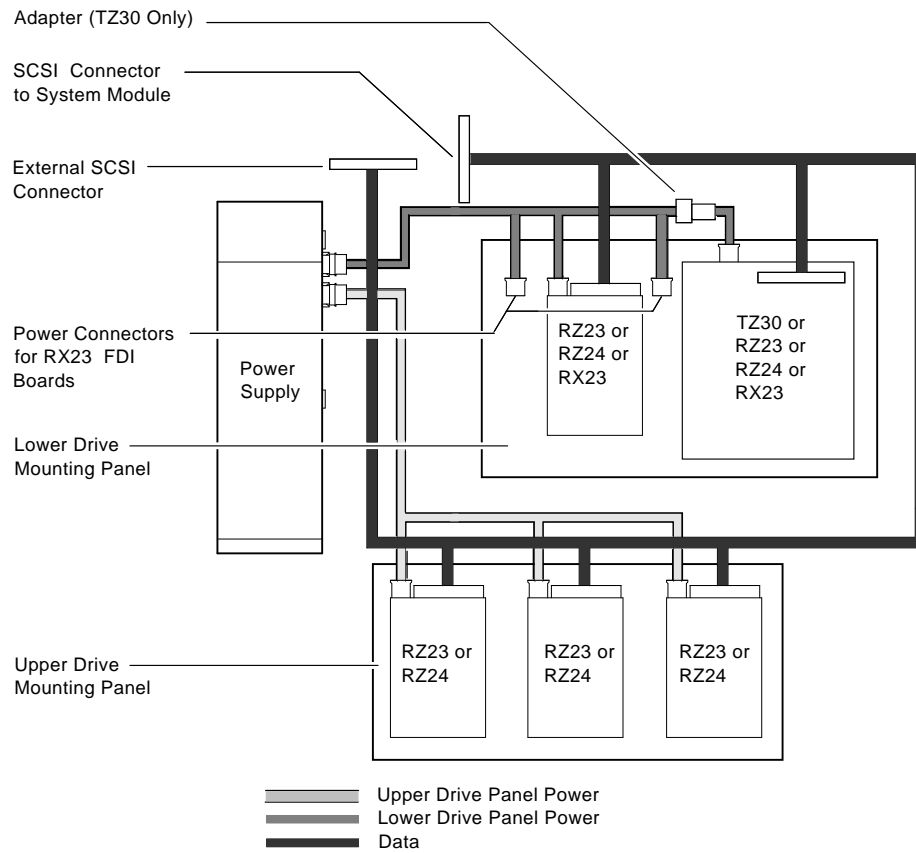 Adapter (TZ30 Only)
SCSI Connector
to System Module
External SCSI
Connector
Power Connectors
for RX23 FDI
Boards
Power
Supply
RZ23 or
RZ24 or
RX23
TZ30 or
RZ23 or
RZ24 or
RX23
Lower Drive
Mounting Panel
Upper Drive
Mounting Panel
RZ23 or
RZ24
RZ23 or
RZ24
RZ23 or
RZ24
Upper Drive Panel Power
Lower Drive Panel Power
Data